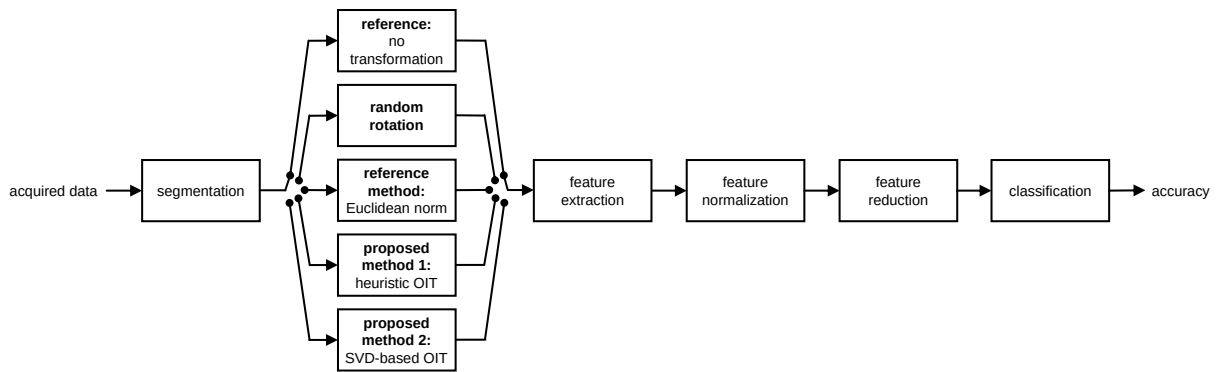 acquired data
segmentation
reference:
no
transformation
random
rotation
reference
method:
Euclidean norm
proposed
method 1:
heuristic OIT
proposed
method 2:
SVD-based OIT
feature
extraction
feature
normalization
feature
reduction
classification
accuracy